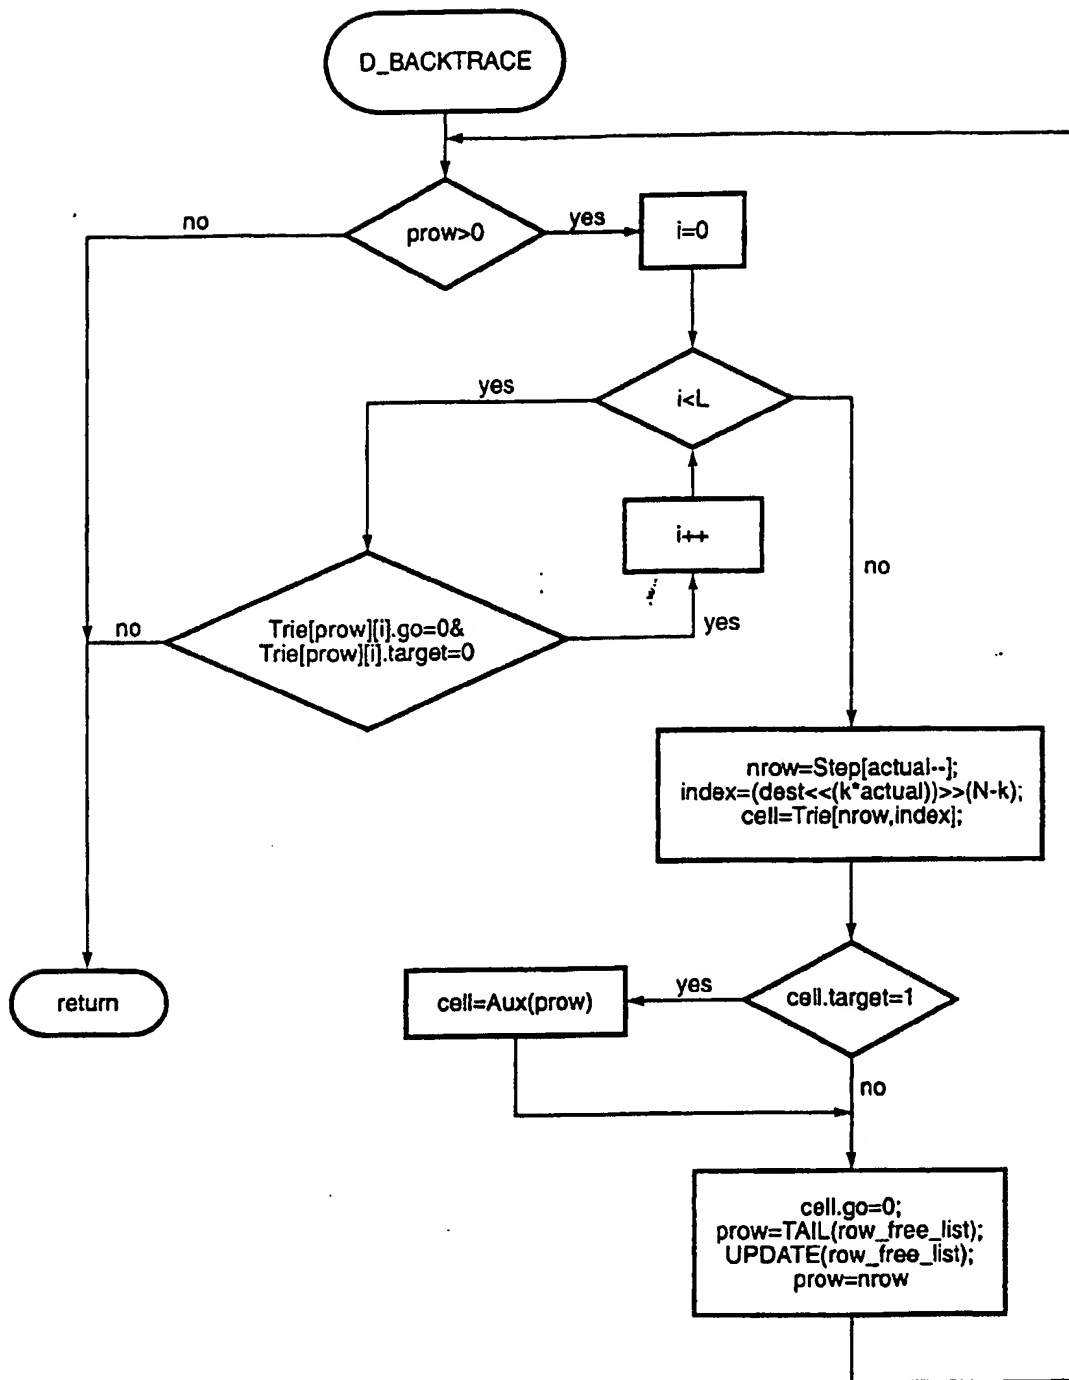 D_BACKTRACE
no
prow>0
yes
i=0
yes
i<L
i++
no
no
Trie[prow][i].go=0&
Trie[prow][i].target=0
yes
nrow=Step[actual--];
index=(dest<<(k*actual))>>(N-k);
cell=Trie[nrow,index];
return
cell=Aux(prow)
yes
cell.target=1
no
cell.go=0;
prow=TAIL(row_free_list);
UPDATE(row_free_list);
prow=nrow